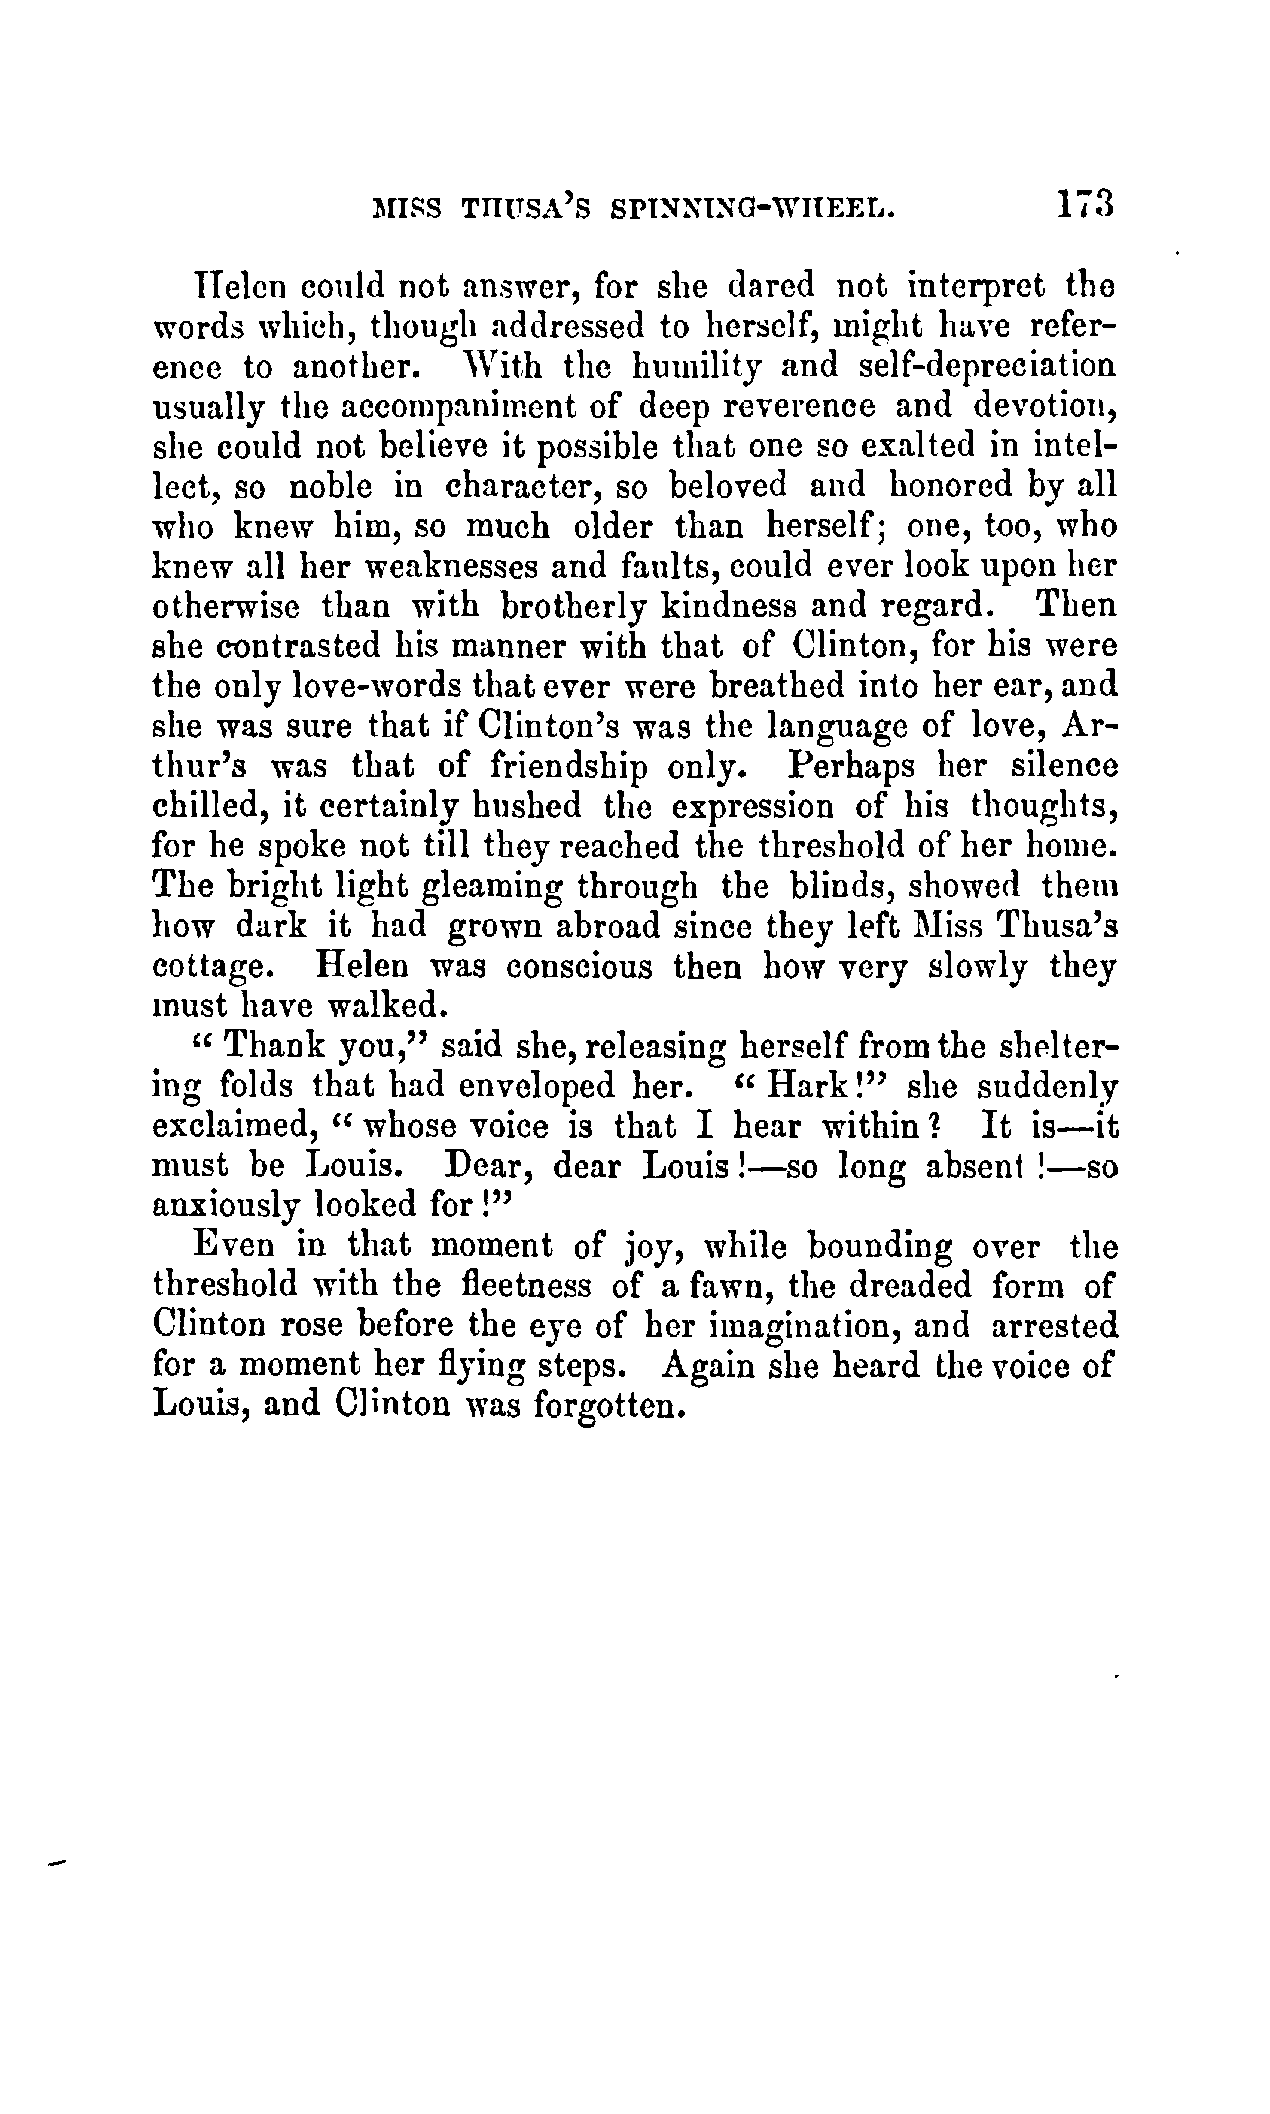 MISS THUSA'S SPINNING-WHEEL. 173
Helen could not answer, for she dared not interpret the
words which, though addressed to herself, might have refer-
ence to another. With the humility and self-depreciation
usually the accompaniment of deep reverence and devotion,
she could not believe it possible that one so exalted in intel-
lect, so noble in character, so beloved and honored by all
who knew him, so much older than herself; one, too, who
knew all her weaknesses and faults, could ever look upon her
otherwise than with brotherly kindness and regard. Then
she contrasted his manner with that of Clinton, for his were
the only love-words that ever were breathed into her ear, and
she was sure that if Clinton's was the language of love, Ar-
thur's was that of friendship only. Perhaps her silence
chilled, it certainly hushed the expression of his thoughts,
for he spoke not till they reached the threshold of her home.
The bright light gleaming through the blinds, showed them
how dark it had grown abroad since they left Miss Thusa's
cottage. Helen was conscious then how very slowly they
must have walked.
" Thank you," said she, releasing herself from the shelter-
ing folds that had enveloped her. " Hark!" she suddenly
exclaimed, " whose voice is that I hear within? It is—it
must be Louis. Dear, dear Louis!—so long absent!—so
anxiously looked for!"
Even in that moment of joy, while bounding over the
threshold with the fleetness of a fawn, the dreaded form of
Clinton rose before the eye of her imagination, and arrested
for a moment her flying steps. Again she heard the voice of
Louis, and Clinton was forgotten.